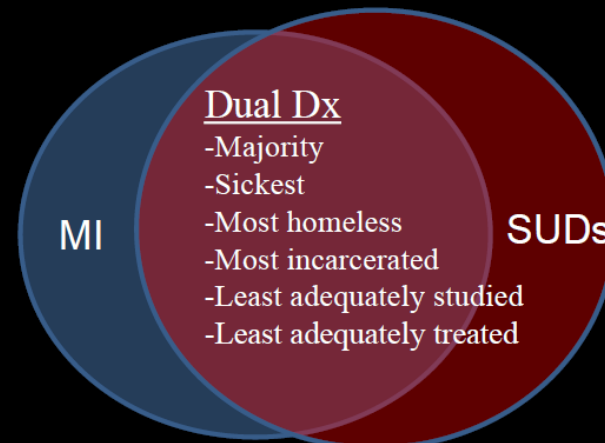 Dual Dx
-Majority
-Sickest
-Most homeless
MI
SUDs
-Most incarcerated
-Least adequately studied
-Least adequately treated